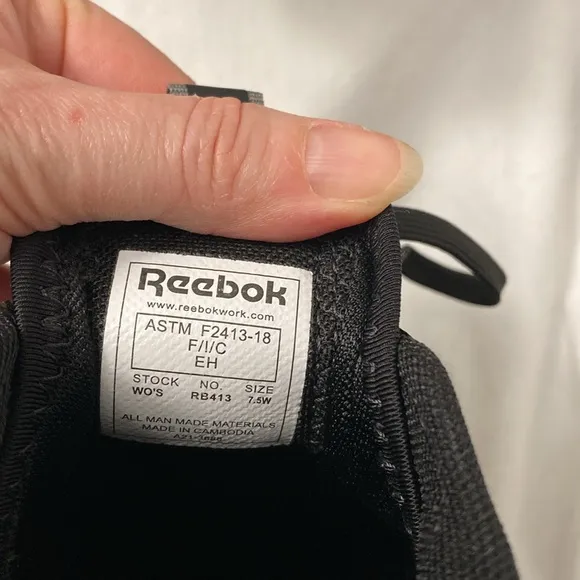 Reebok
www.reebokwork.com
ASTM F2413-18
F/I/C
EH
STOCK NO. SIZE
WO'S RB413 7.5W
ALL MAN MADE MATERIALS
MADE IN CAMBODIA